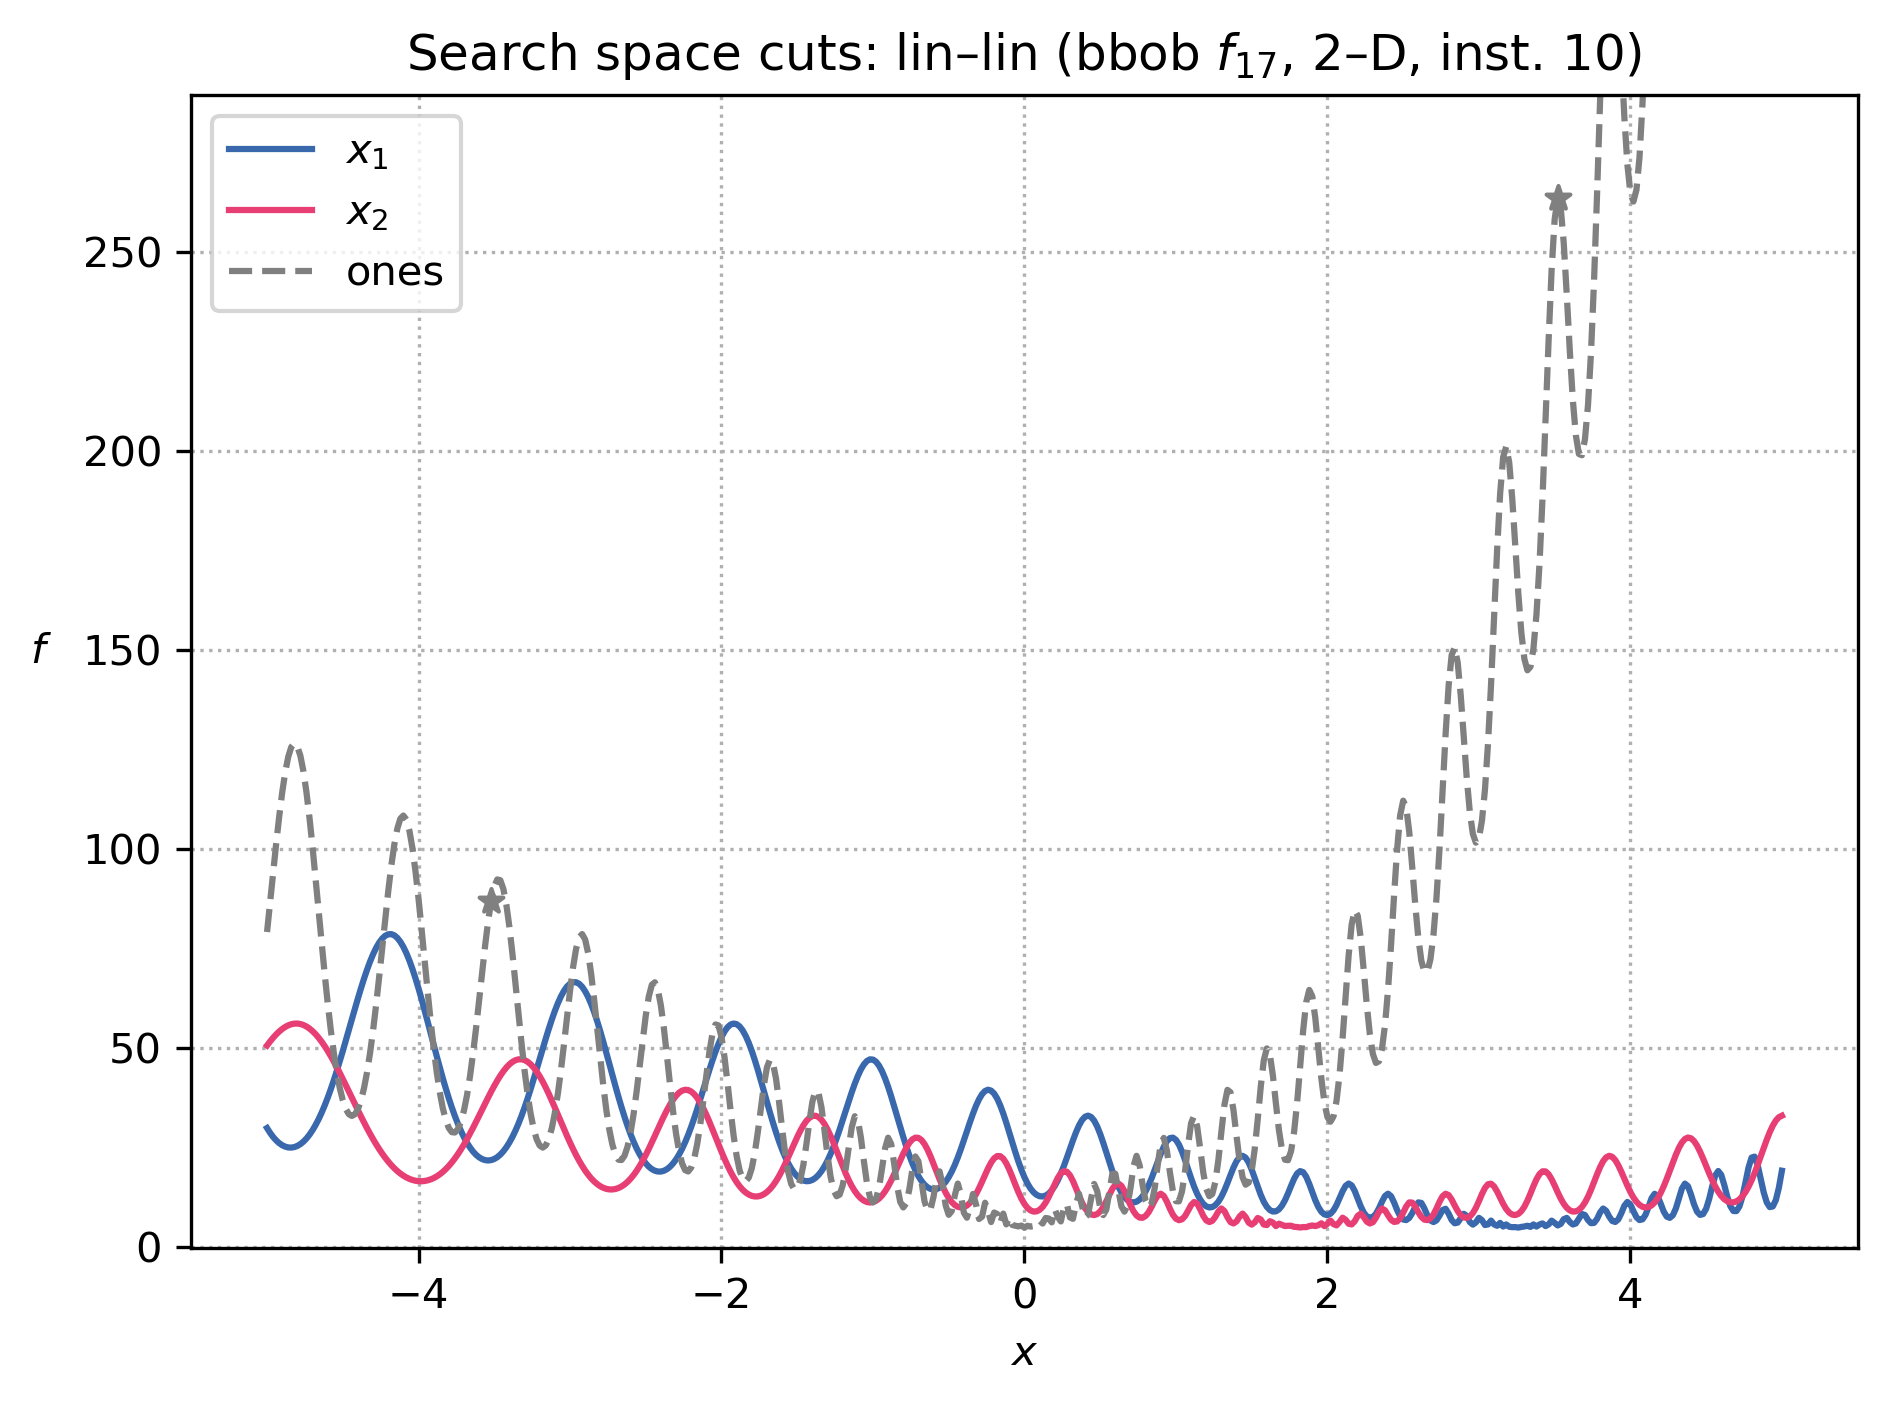 Search space cuts: lin–lin (bbob f₁₇, 2–D, inst. 10)
x₁
x₂
ones
f
250
200
150
100
50
0
−4 −2 0 2 4
x